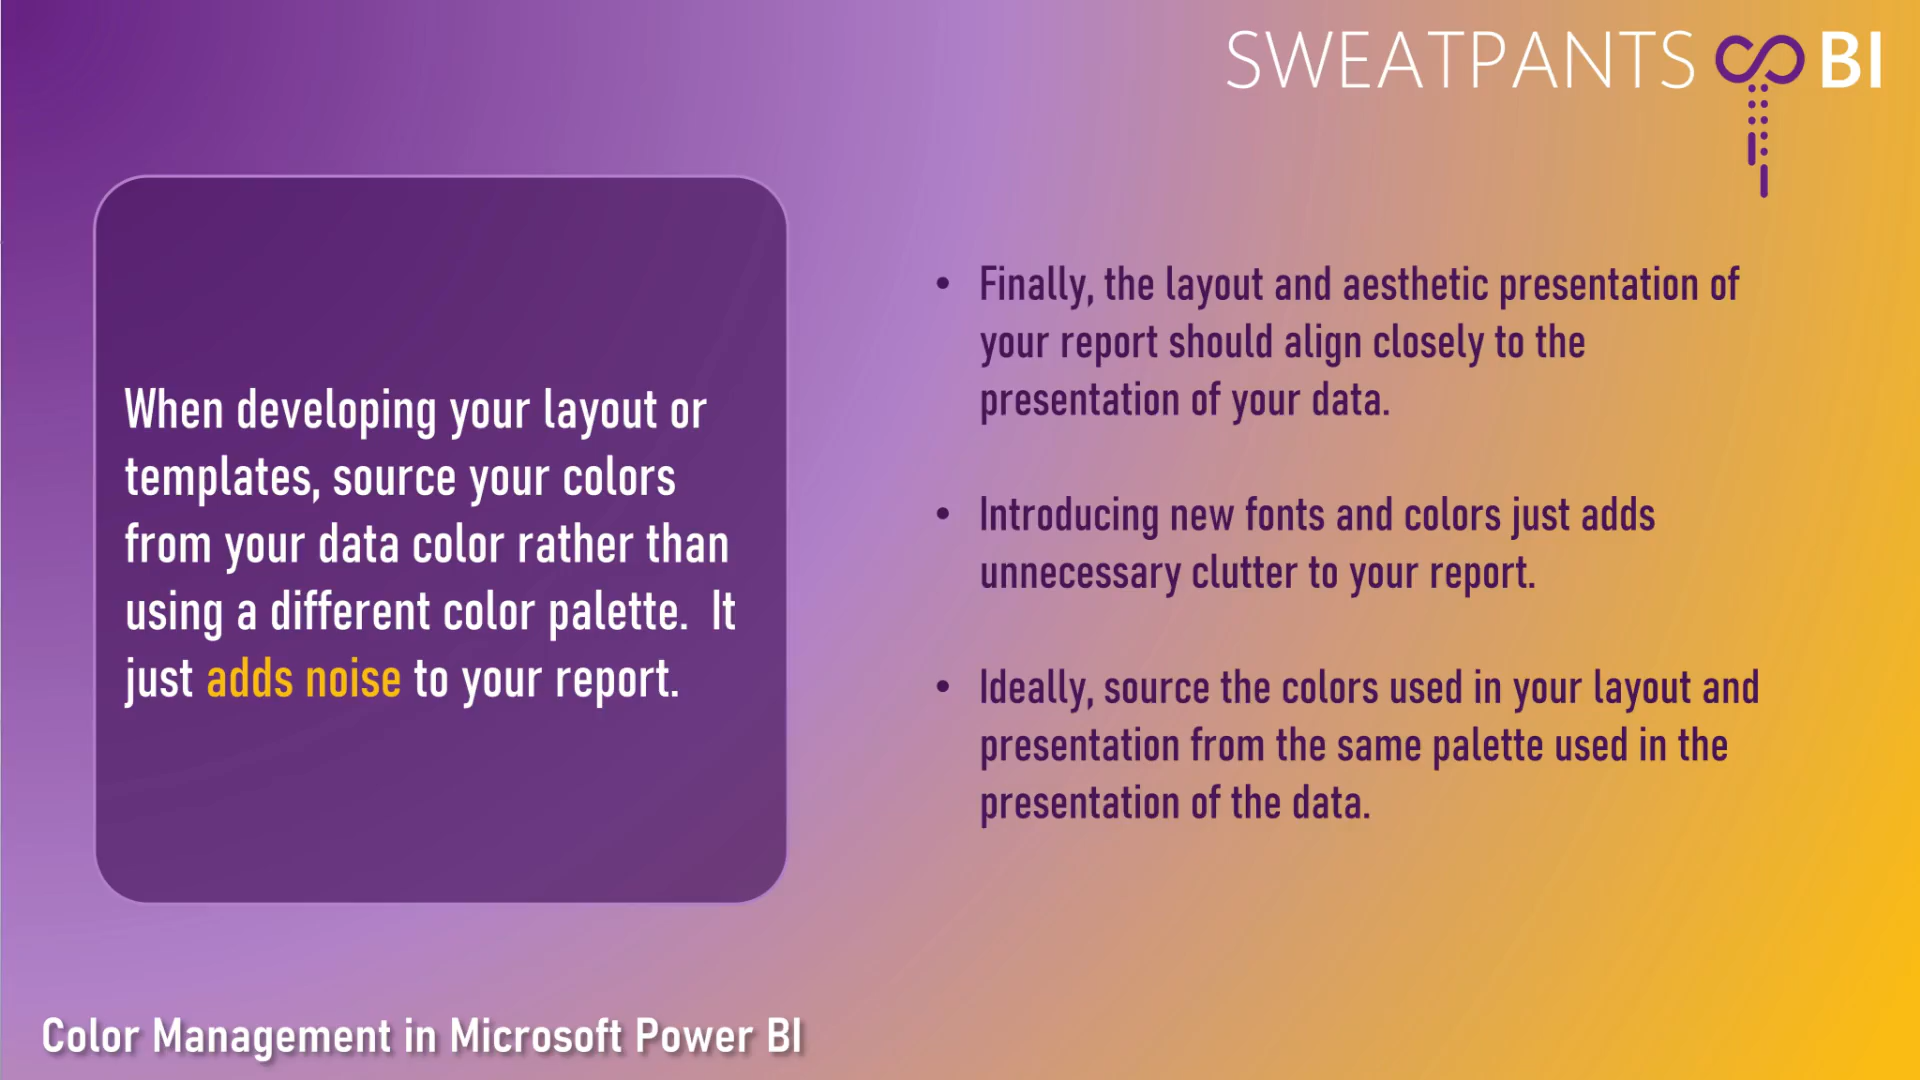 SWEATPANTS BI
When developing your layout or
templates, source your colors
from your data color rather than
using a different color palette.  It
just adds noise to your report.
• Finally, the layout and aesthetic presentation of
your report should align closely to the
presentation of your data.
• Introducing new fonts and colors just adds
unnecessary clutter to your report.
• Ideally, source the colors used in your layout and
presentation from the same palette used in the
presentation of the data.
Color Management in Microsoft Power BI